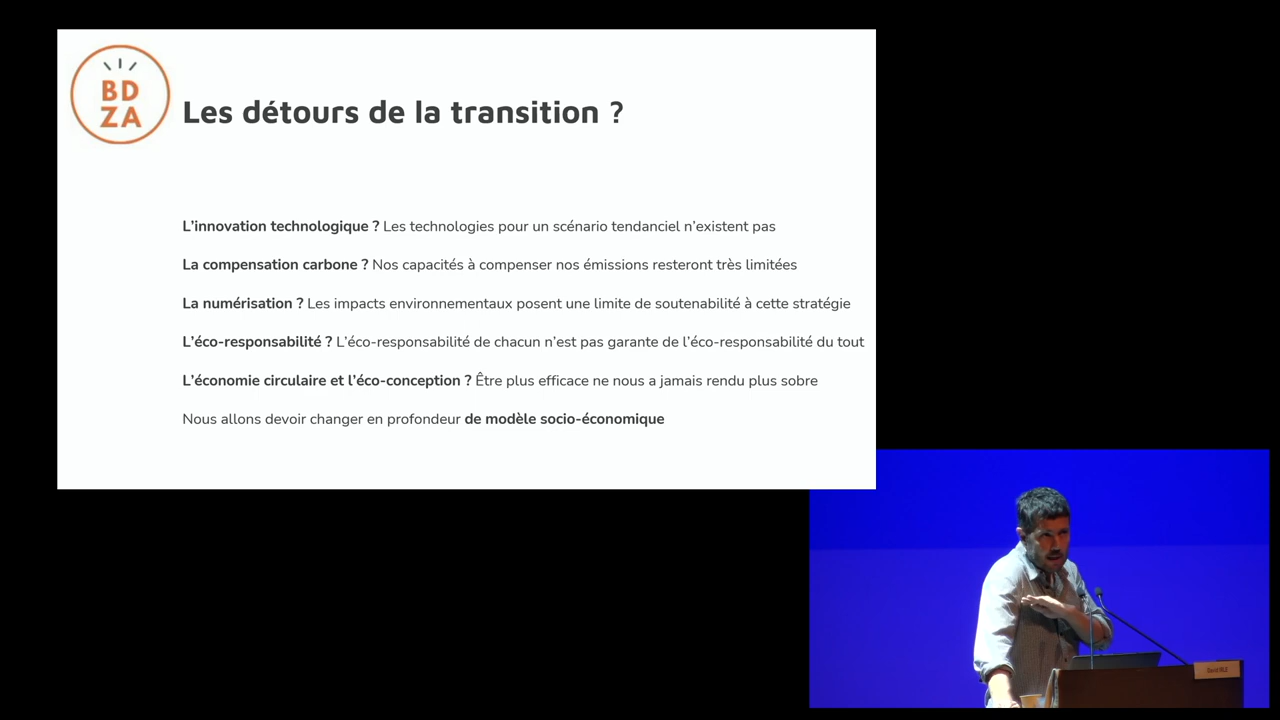 BD
ZA
Les détours de la transition ?
L'innovation technologique ? Les technologies pour un scénario tendanciel n'existent pas
La compensation carbone ? Nos capacités à compenser nos émissions resteront très limitées
La numérisation ? Les impacts environnementaux posent une limite de soutenabilité à cette stratégie
L'éco-responsabilité ? L'éco-responsabilité de chacun n'est pas garante de l'éco-responsabilité du tout
L'économie circulaire et l'éco-conception ? Être plus efficace ne nous a jamais rendu plus sobre
Nous allons devoir changer en profondeur de modèle socio-économique